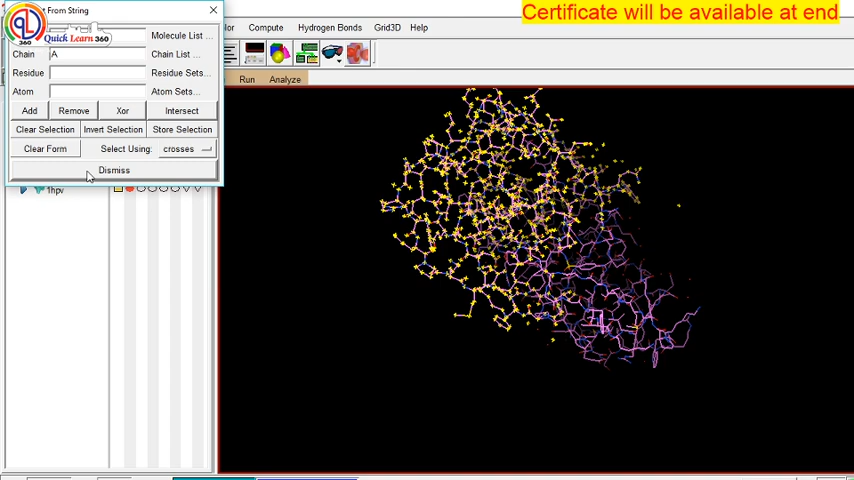 Certificate will be available at end
From String
QL
360
Quick Learn 360
Molecule List ...
Chain A Chain List ...
Residue Residue Sets...
Atom Atom Sets...
Add Remove Xor Intersect
Clear Selection Invert Selection Store Selection
Clear Form Select Using: crosses
Dismiss
1hpv
Compute Hydrogen Bonds Grid3D Help
Run Analyze